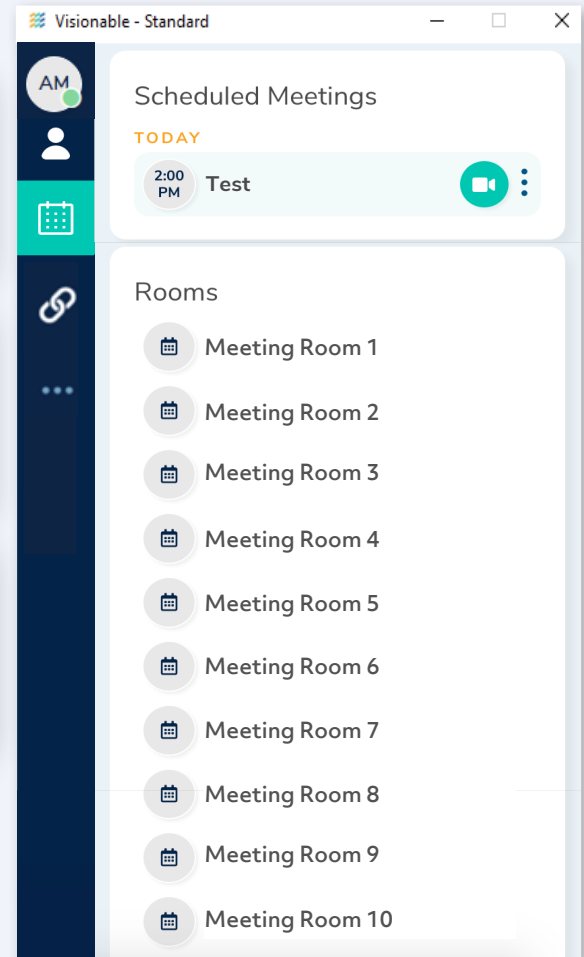 Visionable - Standard
AM
Scheduled Meetings
TODAY
2:00
PM
Test
Rooms
Meeting Room 1
Meeting Room 2
Meeting Room 3
Meeting Room 4
Meeting Room 5
Meeting Room 6
Meeting Room 7
Meeting Room 8
Meeting Room 9
Meeting Room 10